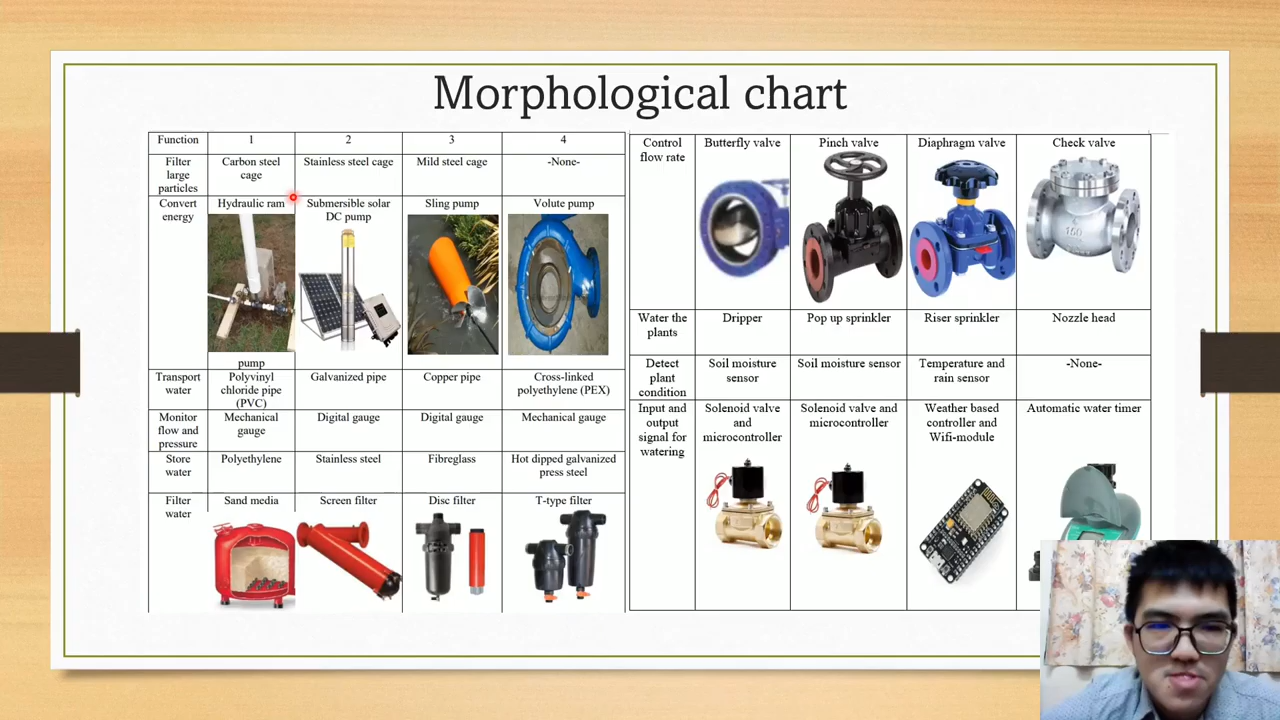 Morphological chart
Function 1 2 3 4
Filter large particles Carbon steel cage Stainless steel cage Mild steel cage -None-
Convert energy Hydraulic ram pump Submersible solar DC pump Sling pump Volute pump
Transport water Polyvinyl chloride pipe (PVC) Galvanized pipe Copper pipe Cross-linked polyethylene (PEX)
Monitor flow and pressure Mechanical gauge Digital gauge Digital gauge Mechanical gauge
Store water Polyethylene Stainless steel Fibreglass Hot dipped galvanized press steel
Filter water Sand media Screen filter Disc filter T-type filter
Control flow rate Butterfly valve Pinch valve Diaphragm valve Check valve
150
Water the plants Dripper Pop up sprinkler Riser sprinkler Nozzle head
Detect plant condition Soil moisture sensor Soil moisture sensor Temperature and rain sensor -None-
Input and output signal for watering Solenoid valve and microcontroller Solenoid valve and microcontroller Weather based controller and Wifi-module Automatic water timer